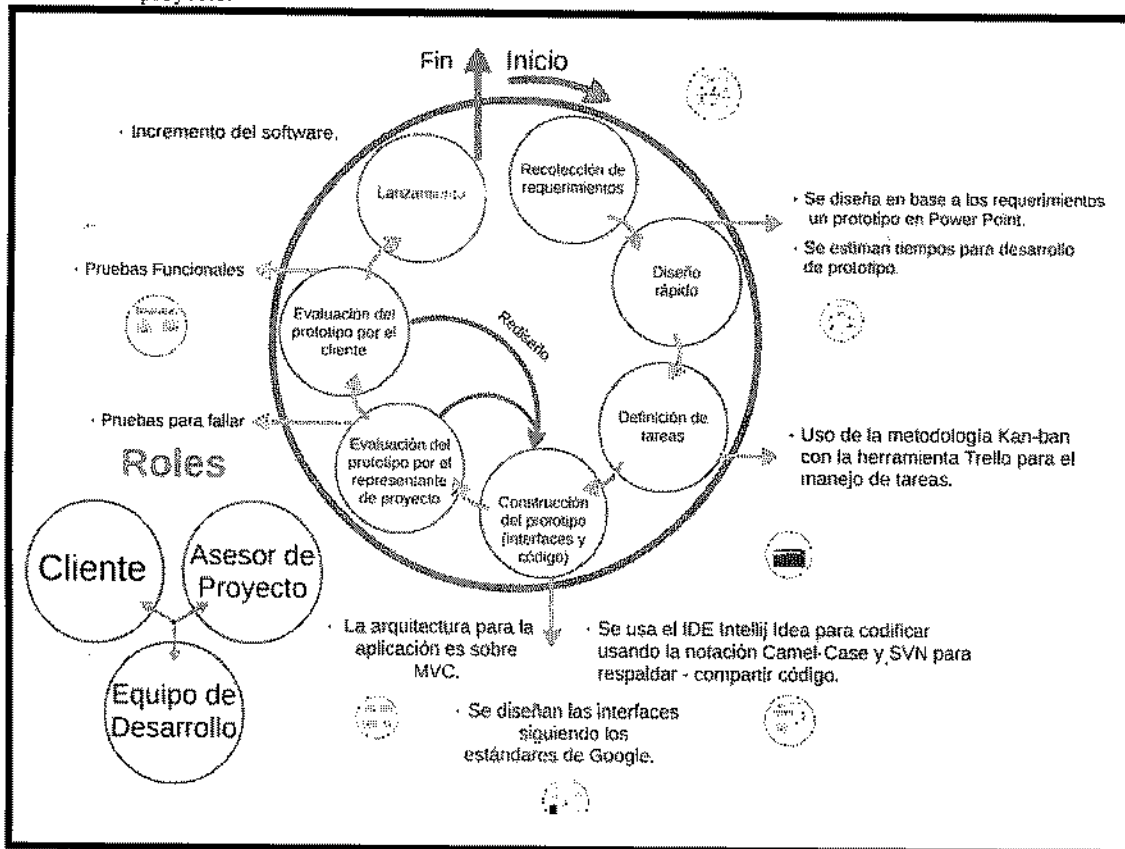 proyecto.
Fin
Inicio
· Incremento del software.
Lanzamiento
Recolección de
requerimientos
· Se diseña en base a los requerimientos
un prototipo en Power Point.
· Se estiman tiempos para desarrollo
de prototipo.
Diseño
rápido
· Pruebas Funcionales
Evaluación del
prototipo por el
cliente
Rediseño
Definición de
tareas
· Uso de la metodología Kan-ban
con la herramienta Trello para el
manejo de tareas.
· Pruebas para fallar
Evaluación del
prototipo por el
representante
de proyecto
Construcción
del prorotipo
(interfaces y
código)
Roles
Cliente
Asesor de
Proyecto
Equipo de
Desarrollo
· La arquitectura para la
aplicación es sobre
MVC.
· Se usa el IDE Intellij Idea para codificar
usando la notación Camel-Case y SVN para
respaldar - compartir código.
· Se diseñan las interfaces
siguiendo los
estándares de Google.